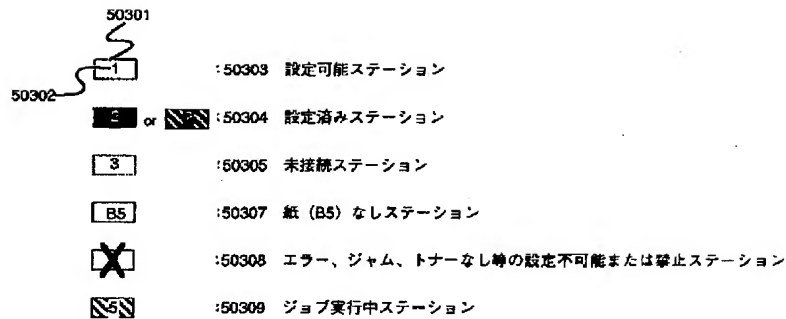 50301
50302
1 :50303 設定可能ステーション
2 or :50304 設定済みステーション
3 :50305 未接続ステーション
B5 :50307 紙（B5）なしステーション
X :50308 エラー、ジャム、トナーなし等の設定不可能または禁止ステーション
5 :50309 ジョブ実行中ステーション